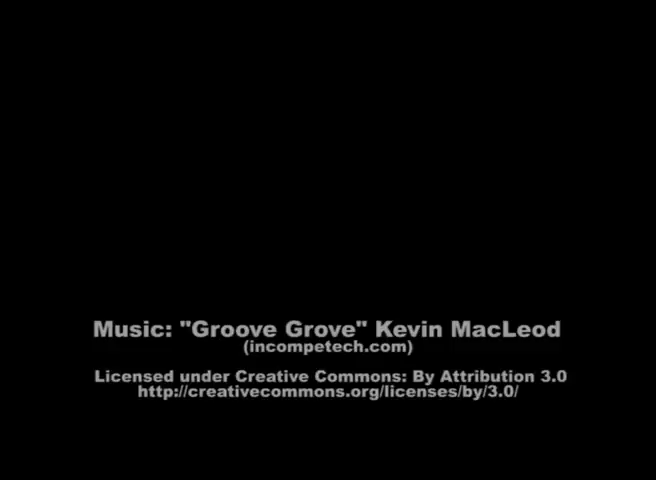 Music: "Groove Grove" Kevin MacLeod
(incompetech.com)
Licensed under Creative Commons: By Attribution 3.0
http://creativecommons.org/licenses/by/3.0/